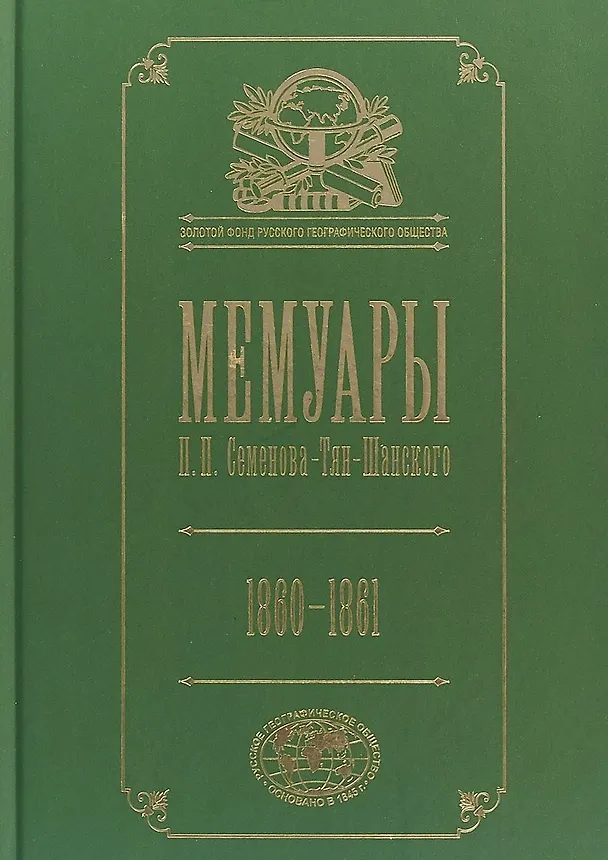 ЗОЛОТОЙ ФОНД РУССКОГО ГЕОГРАФИЧЕСКОГО ОБЩЕСТВА
МЕМУАРЫ
П. П. Семенова-Тян-Шанского
1860–1861
• РУССКОЕ ГЕОГРАФИЧЕСКОЕ ОБЩЕСТВО •
ОСНОВАНО В 1845 г.